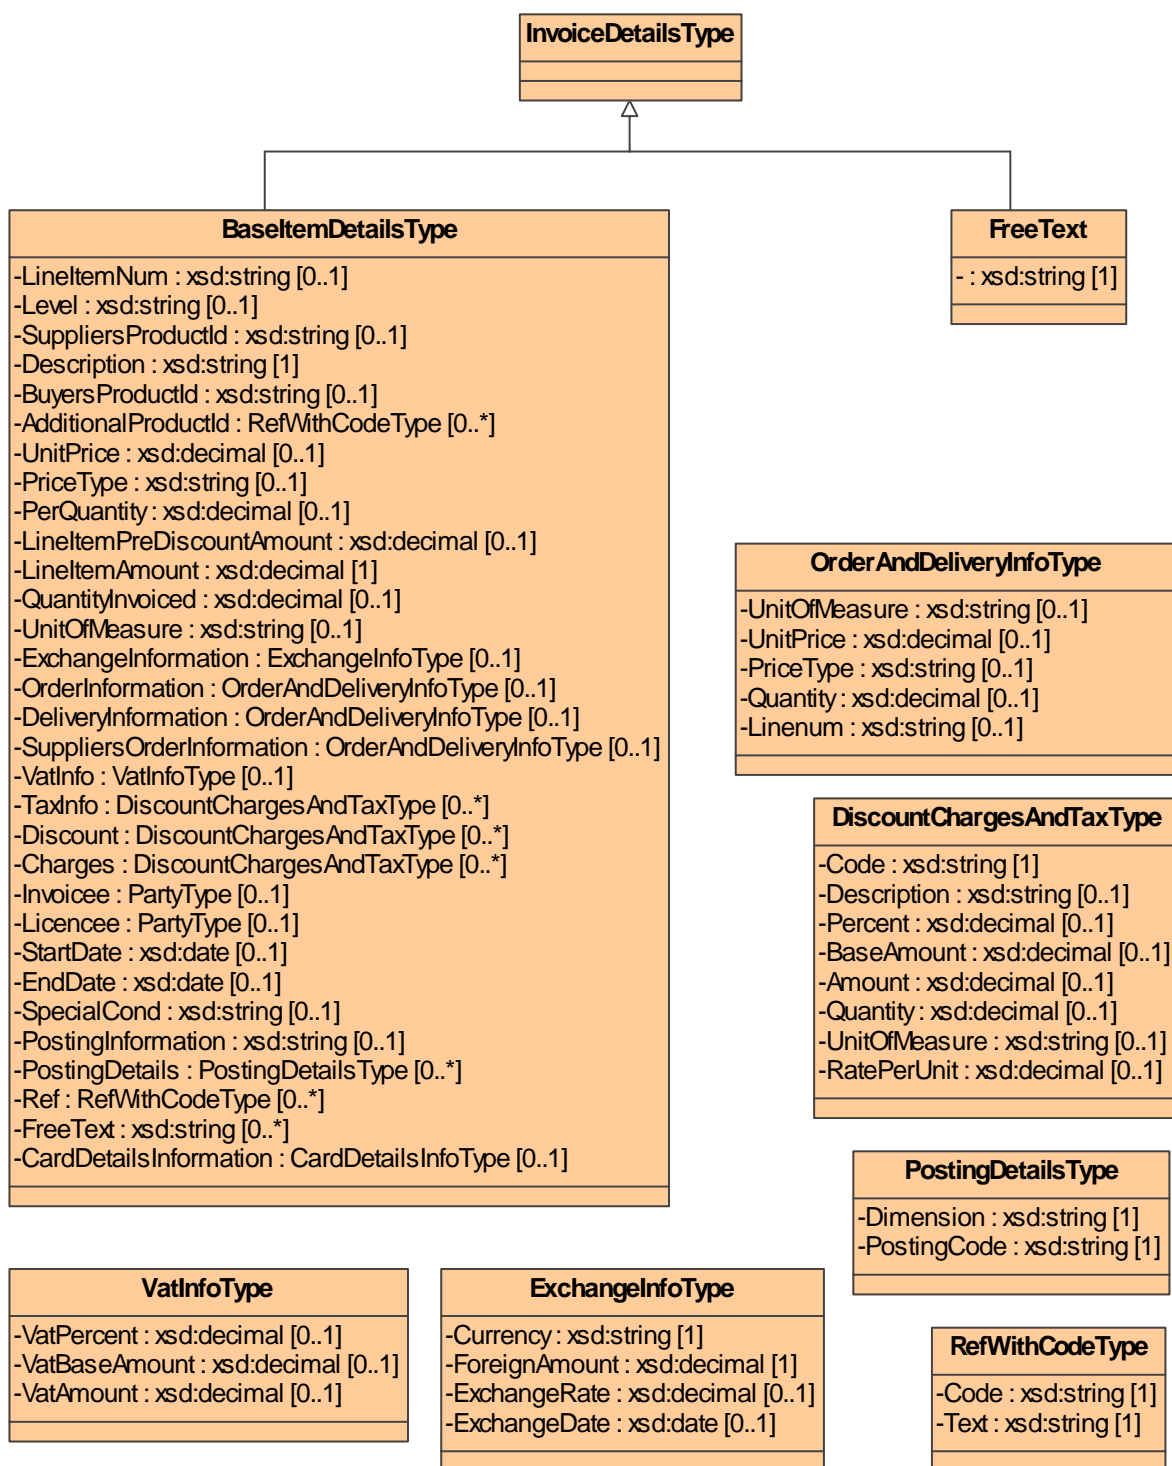 InvoiceDetailsType
BaseItemDetailsType
-LineItemNum : xsd:string [0..1]
-Level : xsd:string [0..1]
-SuppliersProductId : xsd:string [0..1]
-Description : xsd:string [1]
-BuyersProductId : xsd:string [0..1]
-AdditionalProductId : RefWithCodeType [0..*]
-UnitPrice : xsd:decimal [0..1]
-PriceType : xsd:string [0..1]
-PerQuantity : xsd:decimal [0..1]
-LineItemPreDiscountAmount : xsd:decimal [0..1]
-LineItemAmount : xsd:decimal [1]
-QuantityInvoiced : xsd:decimal [0..1]
-UnitOfMeasure : xsd:string [0..1]
-ExchangeInformation : ExchangeInfoType [0..1]
-OrderInformation : OrderAndDeliveryInfoType [0..1]
-DeliveryInformation : OrderAndDeliveryInfoType [0..1]
-SuppliersOrderInformation : OrderAndDeliveryInfoType [0..1]
-VatInfo : VatInfoType [0..1]
-TaxInfo : DiscountChargesAndTaxType [0..*]
-Discount : DiscountChargesAndTaxType [0..*]
-Charges : DiscountChargesAndTaxType [0..*]
-Invoicee : PartyType [0..1]
-Licencee : PartyType [0..1]
-StartDate : xsd:date [0..1]
-EndDate : xsd:date [0..1]
-SpecialCond : xsd:string [0..1]
-PostingInformation : xsd:string [0..1]
-PostingDetails : PostingDetailsType [0..*]
-Ref : RefWithCodeType [0..*]
-FreeText : xsd:string [0..*]
-CardDetailsInformation : CardDetailsInfoType [0..1]
FreeText
- : xsd:string [1]
OrderAndDeliveryInfoType
-UnitOfMeasure : xsd:string [0..1]
-UnitPrice : xsd:decimal [0..1]
-PriceType : xsd:string [0..1]
-Quantity : xsd:decimal [0..1]
-Linenum : xsd:string [0..1]
DiscountChargesAndTaxType
-Code : xsd:string [1]
-Description : xsd:string [0..1]
-Percent : xsd:decimal [0..1]
-BaseAmount : xsd:decimal [0..1]
-Amount : xsd:decimal [0..1]
-Quantity : xsd:decimal [0..1]
-UnitOfMeasure : xsd:string [0..1]
-RatePerUnit : xsd:decimal [0..1]
PostingDetailsType
-Dimension : xsd:string [1]
-PostingCode : xsd:string [1]
VatInfoType
-VatPercent : xsd:decimal [0..1]
-VatBaseAmount : xsd:decimal [0..1]
-VatAmount : xsd:decimal [0..1]
ExchangeInfoType
-Currency : xsd:string [1]
-ForeignAmount : xsd:decimal [1]
-ExchangeRate : xsd:decimal [0..1]
-ExchangeDate : xsd:date [0..1]
RefWithCodeType
-Code : xsd:string [1]
-Text : xsd:string [1]